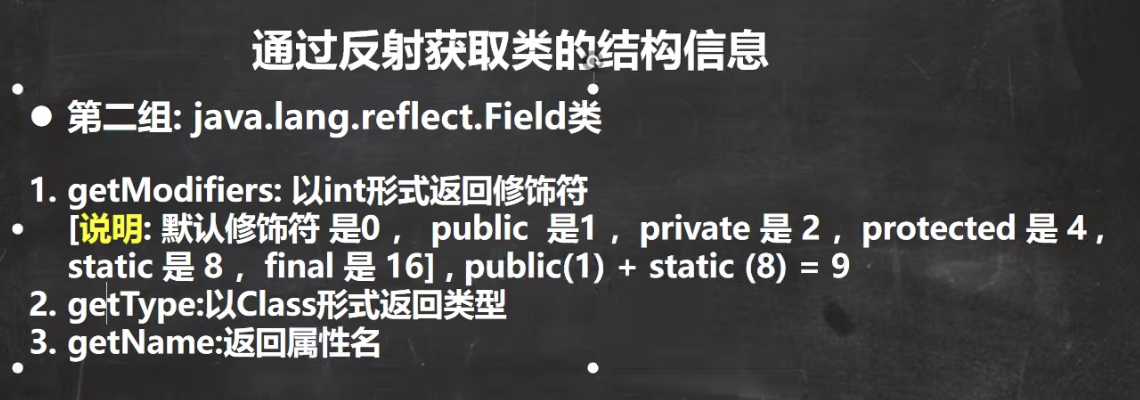 通过反射获取类的结构信息
● 第二组: java.lang.reflect.Field类
1. getModifiers: 以int形式返回修饰符
[说明: 默认修饰符 是0 ， public 是1 ，private 是 2 ，protected 是 4 ，
static 是 8 ， final 是 16] , public(1) + static (8) = 9
2. getType:以Class形式返回类型
3. getName:返回属性名